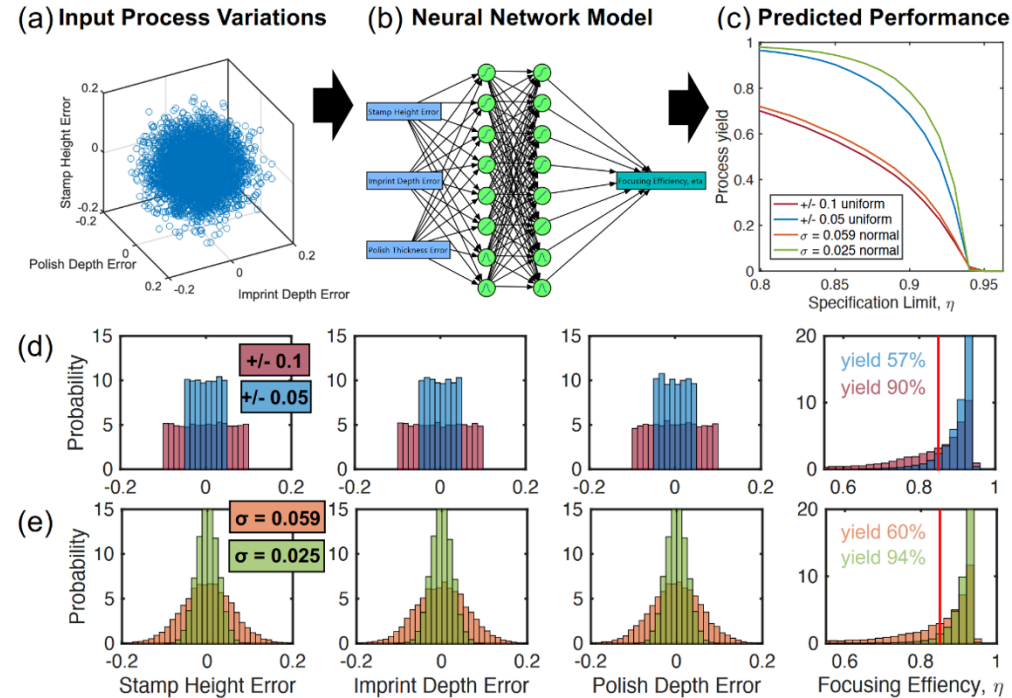 (a) Input Process Variations
0.2
0
-0.2
-0.2
0
0.2
-0.2
0
0.2
Stamp Height Error
Polish Depth Error
Imprint Depth Error
(b) Neural Network Model
Stamp Height Error
Imprint Depth Error
Polish Thickness Error
Focusing Efficiency, eta
(c) Predicted Performance
1
0.8
0.6
0.4
0.2
0
Process yield
+/- 0.1 uniform
+/- 0.05 uniform
σ = 0.059 normal
σ = 0.025 normal
0.8 0.85 0.9 0.95
Specification Limit, η
(d)
Probability
15
10
5
0
+/- 0.1
+/- 0.05
-0.2 0 0.2
15
10
5
0
-0.2 0 0.2
15
10
5
0
-0.2 0 0.2
20
10
0
yield 57%
yield 90%
0.6 0.8 1
(e)
Probability
15
10
5
0
σ = 0.059
σ = 0.025
-0.2 0 0.2
Stamp Height Error
15
10
5
0
-0.2 0 0.2
Imprint Depth Error
15
10
5
0
-0.2 0 0.2
Polish Depth Error
20
10
0
yield 60%
yield 94%
0.6 0.8 1
Focusing Effiency, η